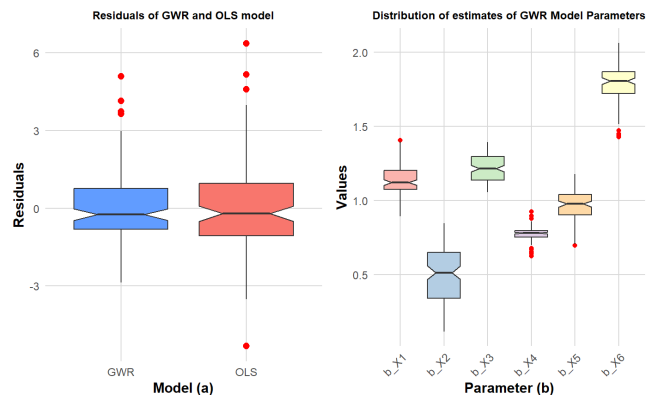 Residuals of GWR and OLS model
Residuals
6
3
0
-3
GWR OLS
Model (a)
Distribution of estimates of GWR Model Parameters
Values
2.0
1.5
1.0
0.5
b_X1 b_X2 b_X3 b_X4 b_X5 b_X6
Parameter (b)